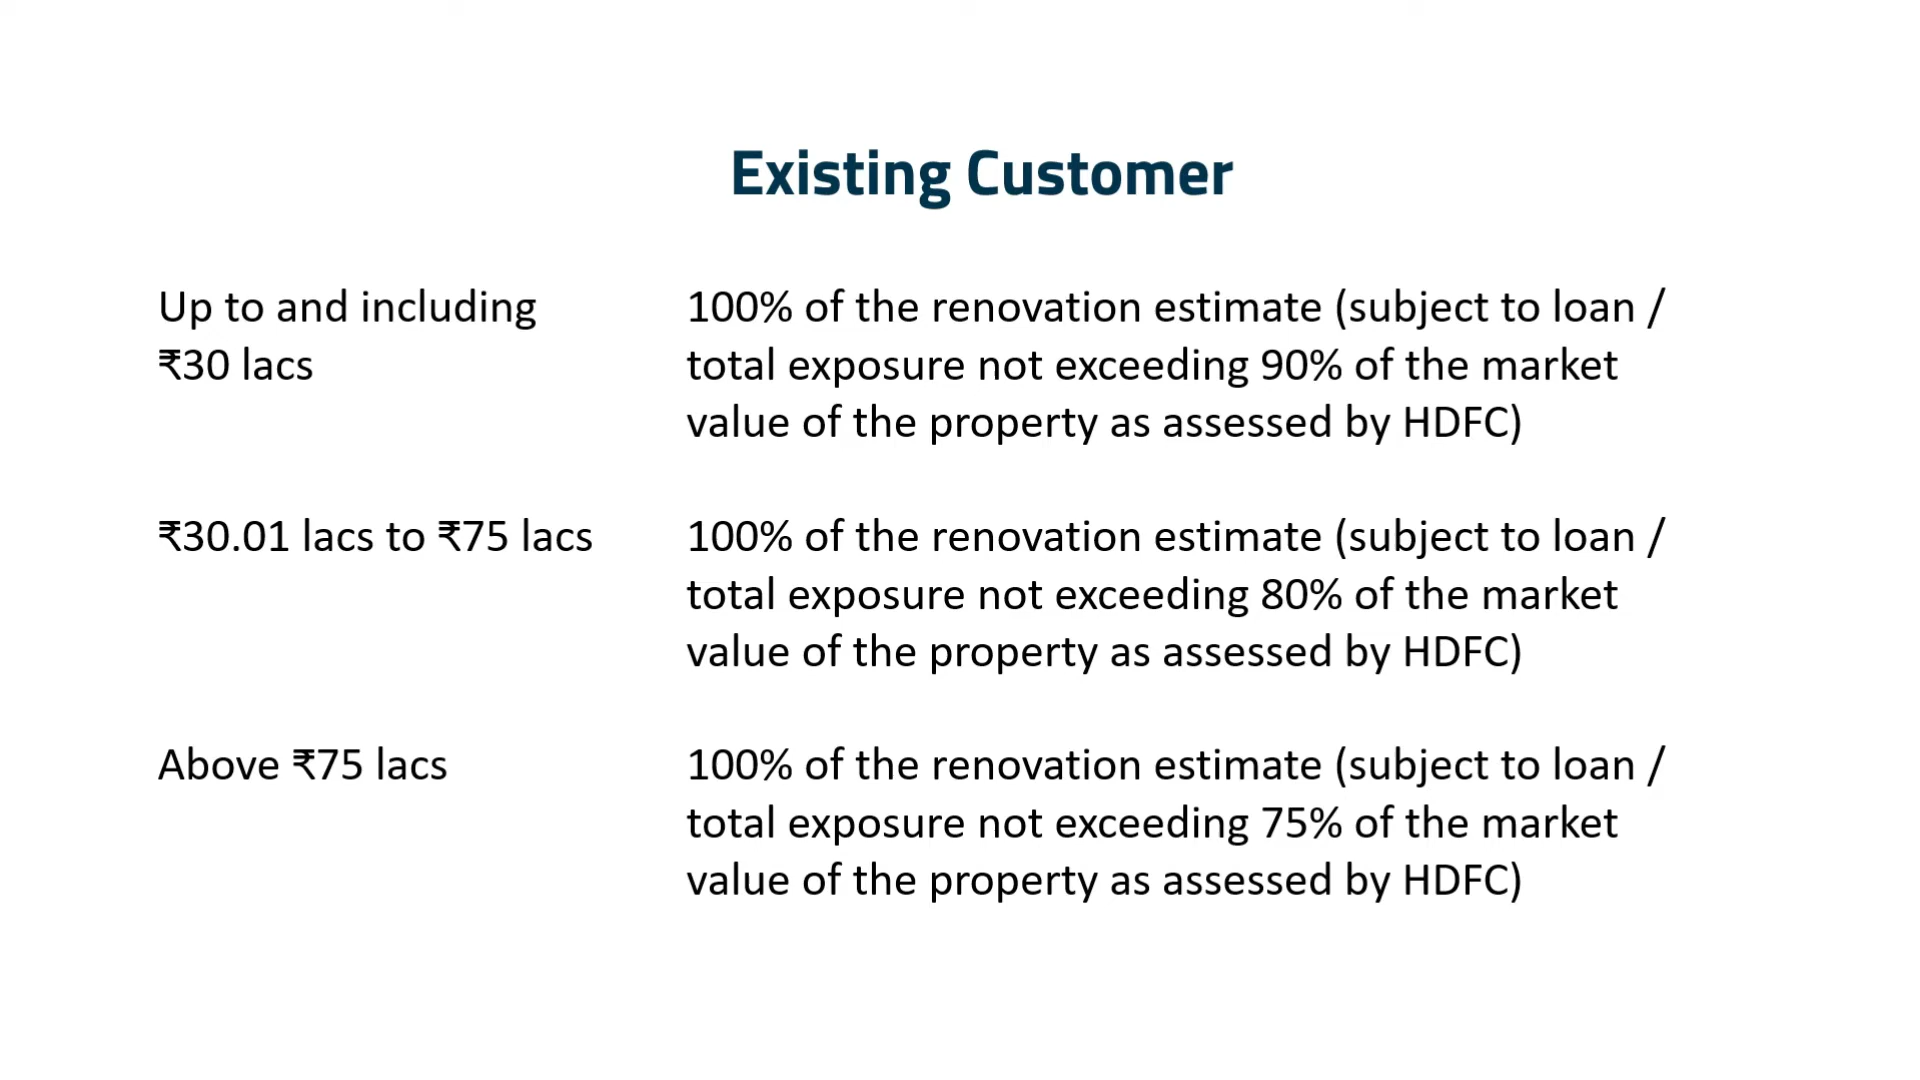 Existing Customer
Up to and including
₹30 lacs
100% of the renovation estimate (subject to loan /
total exposure not exceeding 90% of the market
value of the property as assessed by HDFC)
₹30.01 lacs to ₹75 lacs
100% of the renovation estimate (subject to loan /
total exposure not exceeding 80% of the market
value of the property as assessed by HDFC)
Above ₹75 lacs
100% of the renovation estimate (subject to loan /
total exposure not exceeding 75% of the market
value of the property as assessed by HDFC)